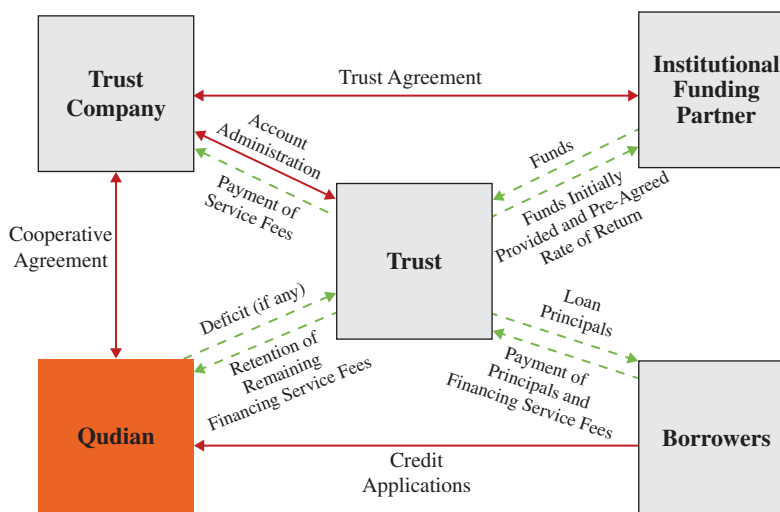 Trust
Company
Trust Agreement
Institutional
Funding
Partner
Account
Administration
Payment of
Service Fees
Funds
Funds Initially
Provided and Pre-Agreed
Rate of Return
Cooperative
Agreement
Trust
Deficit (if any)
Retention of
Remaining
Financing Service Fees
Loan
Principals
Payment of
Principals and
Financing Service Fees
Qudian
Credit
Applications
Borrowers